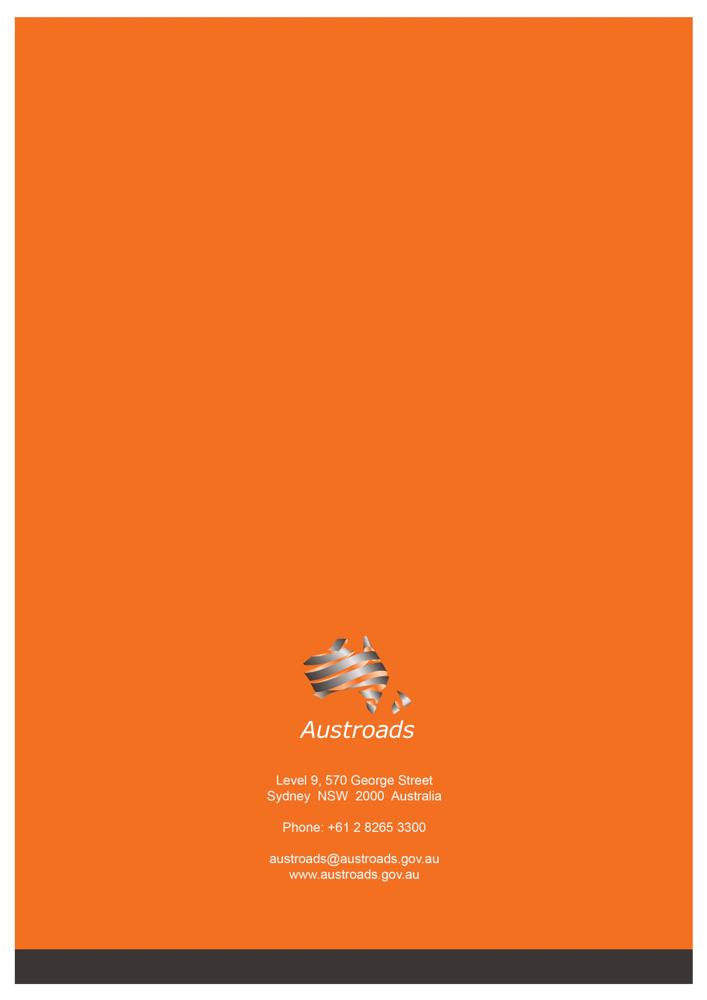 Austroads
Level 9, 570 George Street
Sydney NSW 2000 Australia
Phone: +61 2 8265 3300
austroads@austroads.gov.au
www.austroads.gov.au